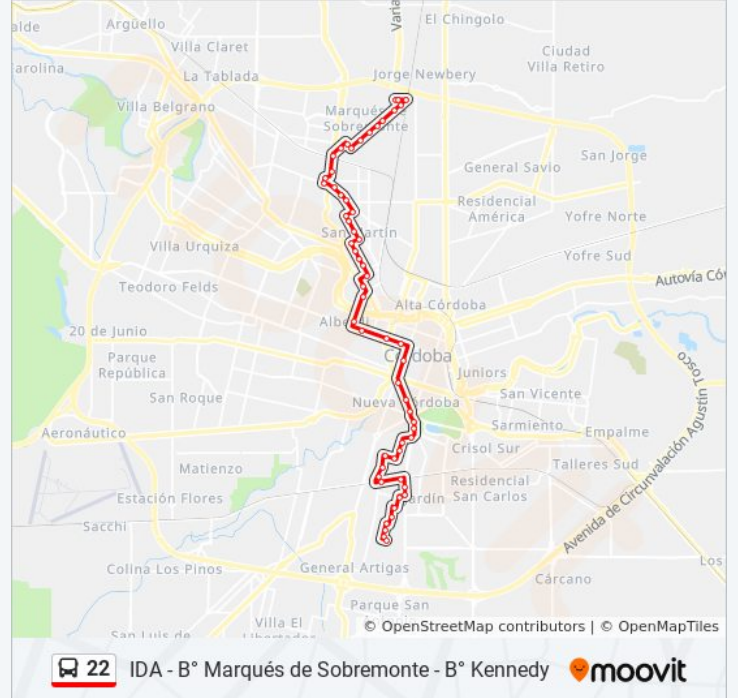 Argüello
El Chingolo
Villa Claret
Ciudad
Villa Retiro
La Tablada
Jorge Newbery
Villa Belgrano
Marqués de
Sobremonte
San Jorge
General Savio
Residencial
América
Yofre Norte
San Martín
Villa Urquiza
Yofre Sud
Teodoro Felds
Autovía Có
Alta Córdoba
20 de Junio
Parque
República
Córdoba
Juniors
San Roque
San Vicente
Nueva Córdoba
Sarmiento
Empalme
Aeronáutico
Crisol Sur
Talleres Sud
Matienzo
Residencial
San Carlos
Estación Flores
Avenida de Circunvalación Agustín Tosco
Sacchi
Colina Los Pinos
General Artigas
Los
Cárcano
Parque San
Villa El
Libertador
San Luis de
© OpenStreetMap contributors | © OpenMapTiles
22 IDA - B° Marqués de Sobremonte - B° Kennedy moovit